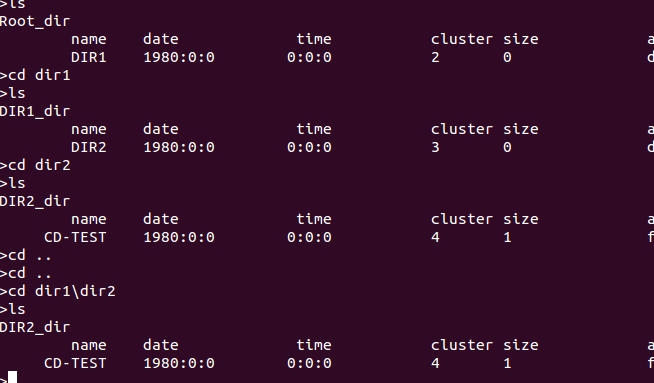 >ls
Root_dir
name date time cluster size a
DIR1 1980:0:0 0:0:0 2 0 d
>cd dir1
>ls
DIR1_dir
name date time cluster size a
DIR2 1980:0:0 0:0:0 3 0 d
>cd dir2
>ls
DIR2_dir
name date time cluster size a
CD-TEST 1980:0:0 0:0:0 4 1 f
>cd ..
>cd ..
>cd dir1\dir2
>ls
DIR2_dir
name date time cluster size a
CD-TEST 1980:0:0 0:0:0 4 1 f
>